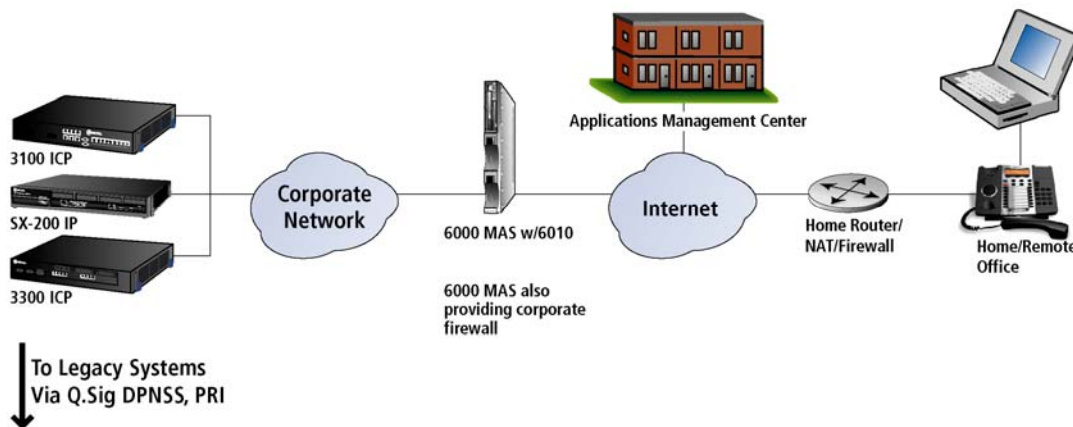 3100 ICP
SX-200 IP
3300 ICP
To Legacy Systems
Via Q.Sig DPNSS, PRI
Corporate
Network
6000 MAS w/6010
6000 MAS also
providing corporate
firewall
Applications Management Center
Internet
Home Router/
NAT/Firewall
Home/Remote
Office